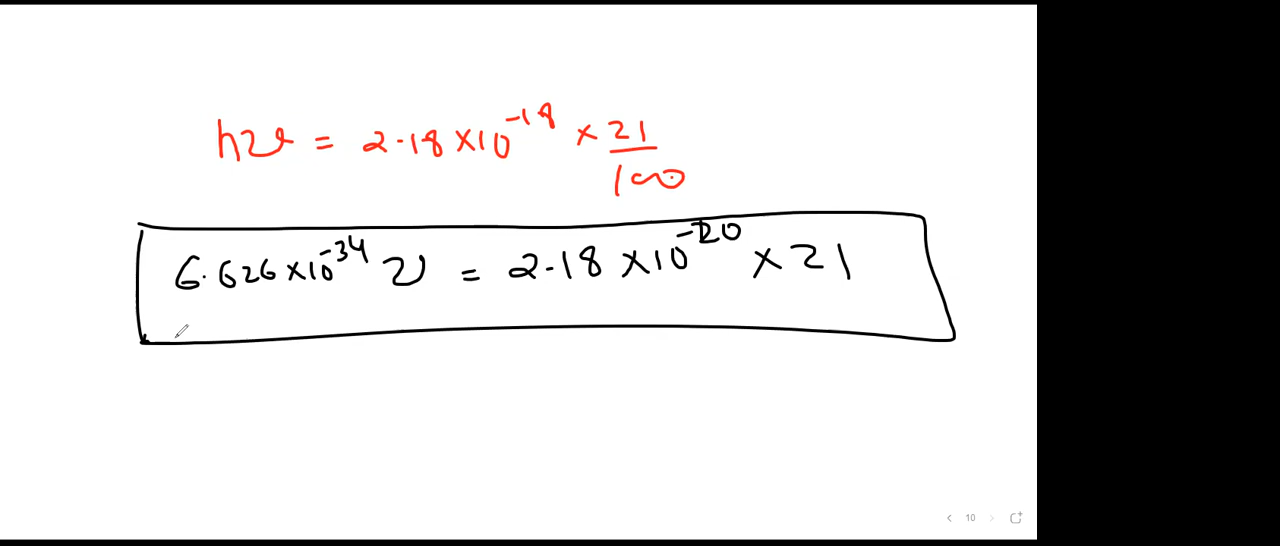 hν = 2.18 × 10⁻¹⁸ × 21/100
6.626 × 10⁻³⁴ ν = 2.18 × 10⁻²⁰ × 21
10